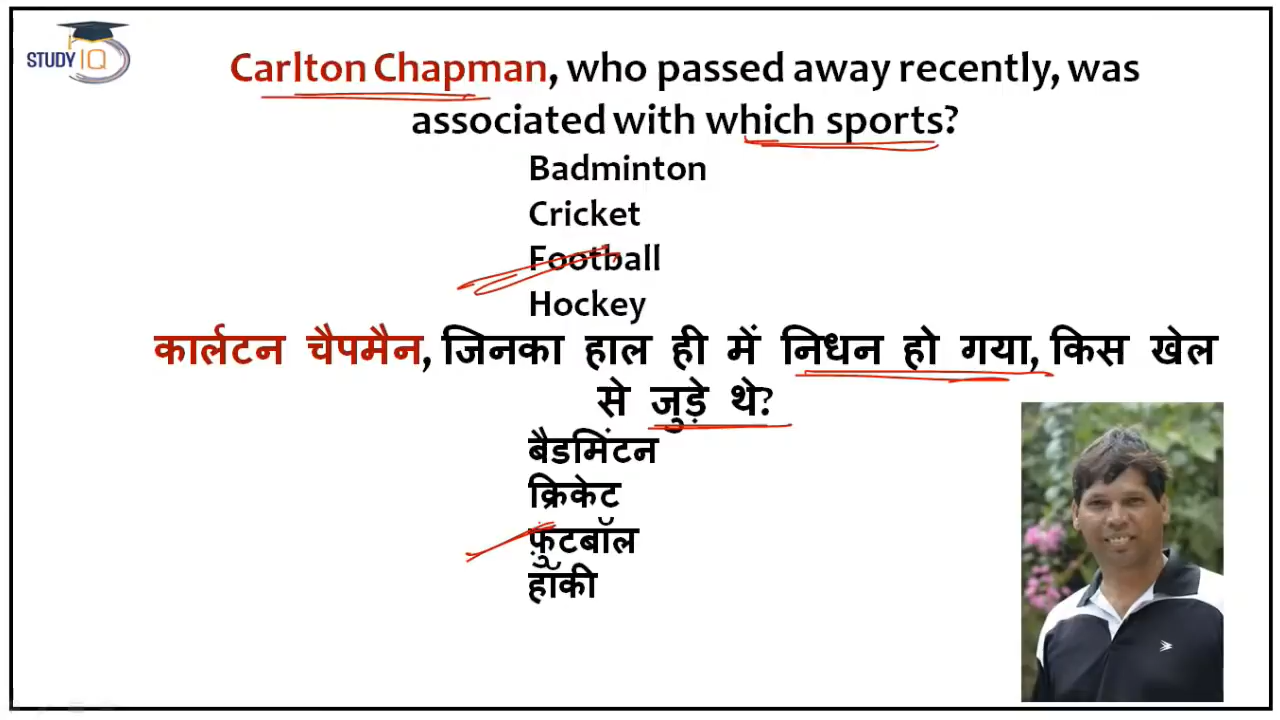 STUDY IQ
Carlton Chapman, who passed away recently, was
associated with which sports?
Badminton
Cricket
Football
Hockey
कार्लटन चैपमैन, जिनका हाल ही में निधन हो गया, किस खेल
से जुड़े थे?
बैडमिंटन
क्रिकेट
फ़ुटबॉल
हॉकी